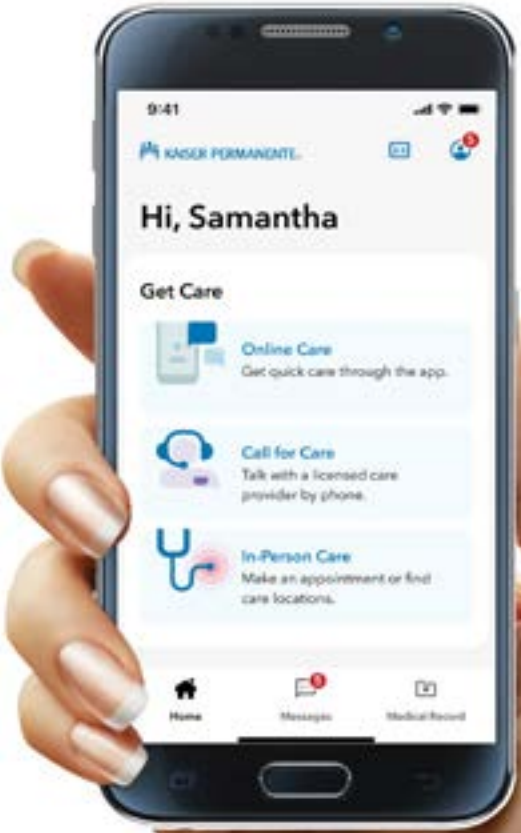 9:41
KAISER PERMANENTE®
5
Hi, Samantha
Get Care
Online Care
Get quick care through the app.
Call for Care
Talk with a licensed care
provider by phone.
In-Person Care
Make an appointment or find
care locations.
5
Home
Messages
Medical Record